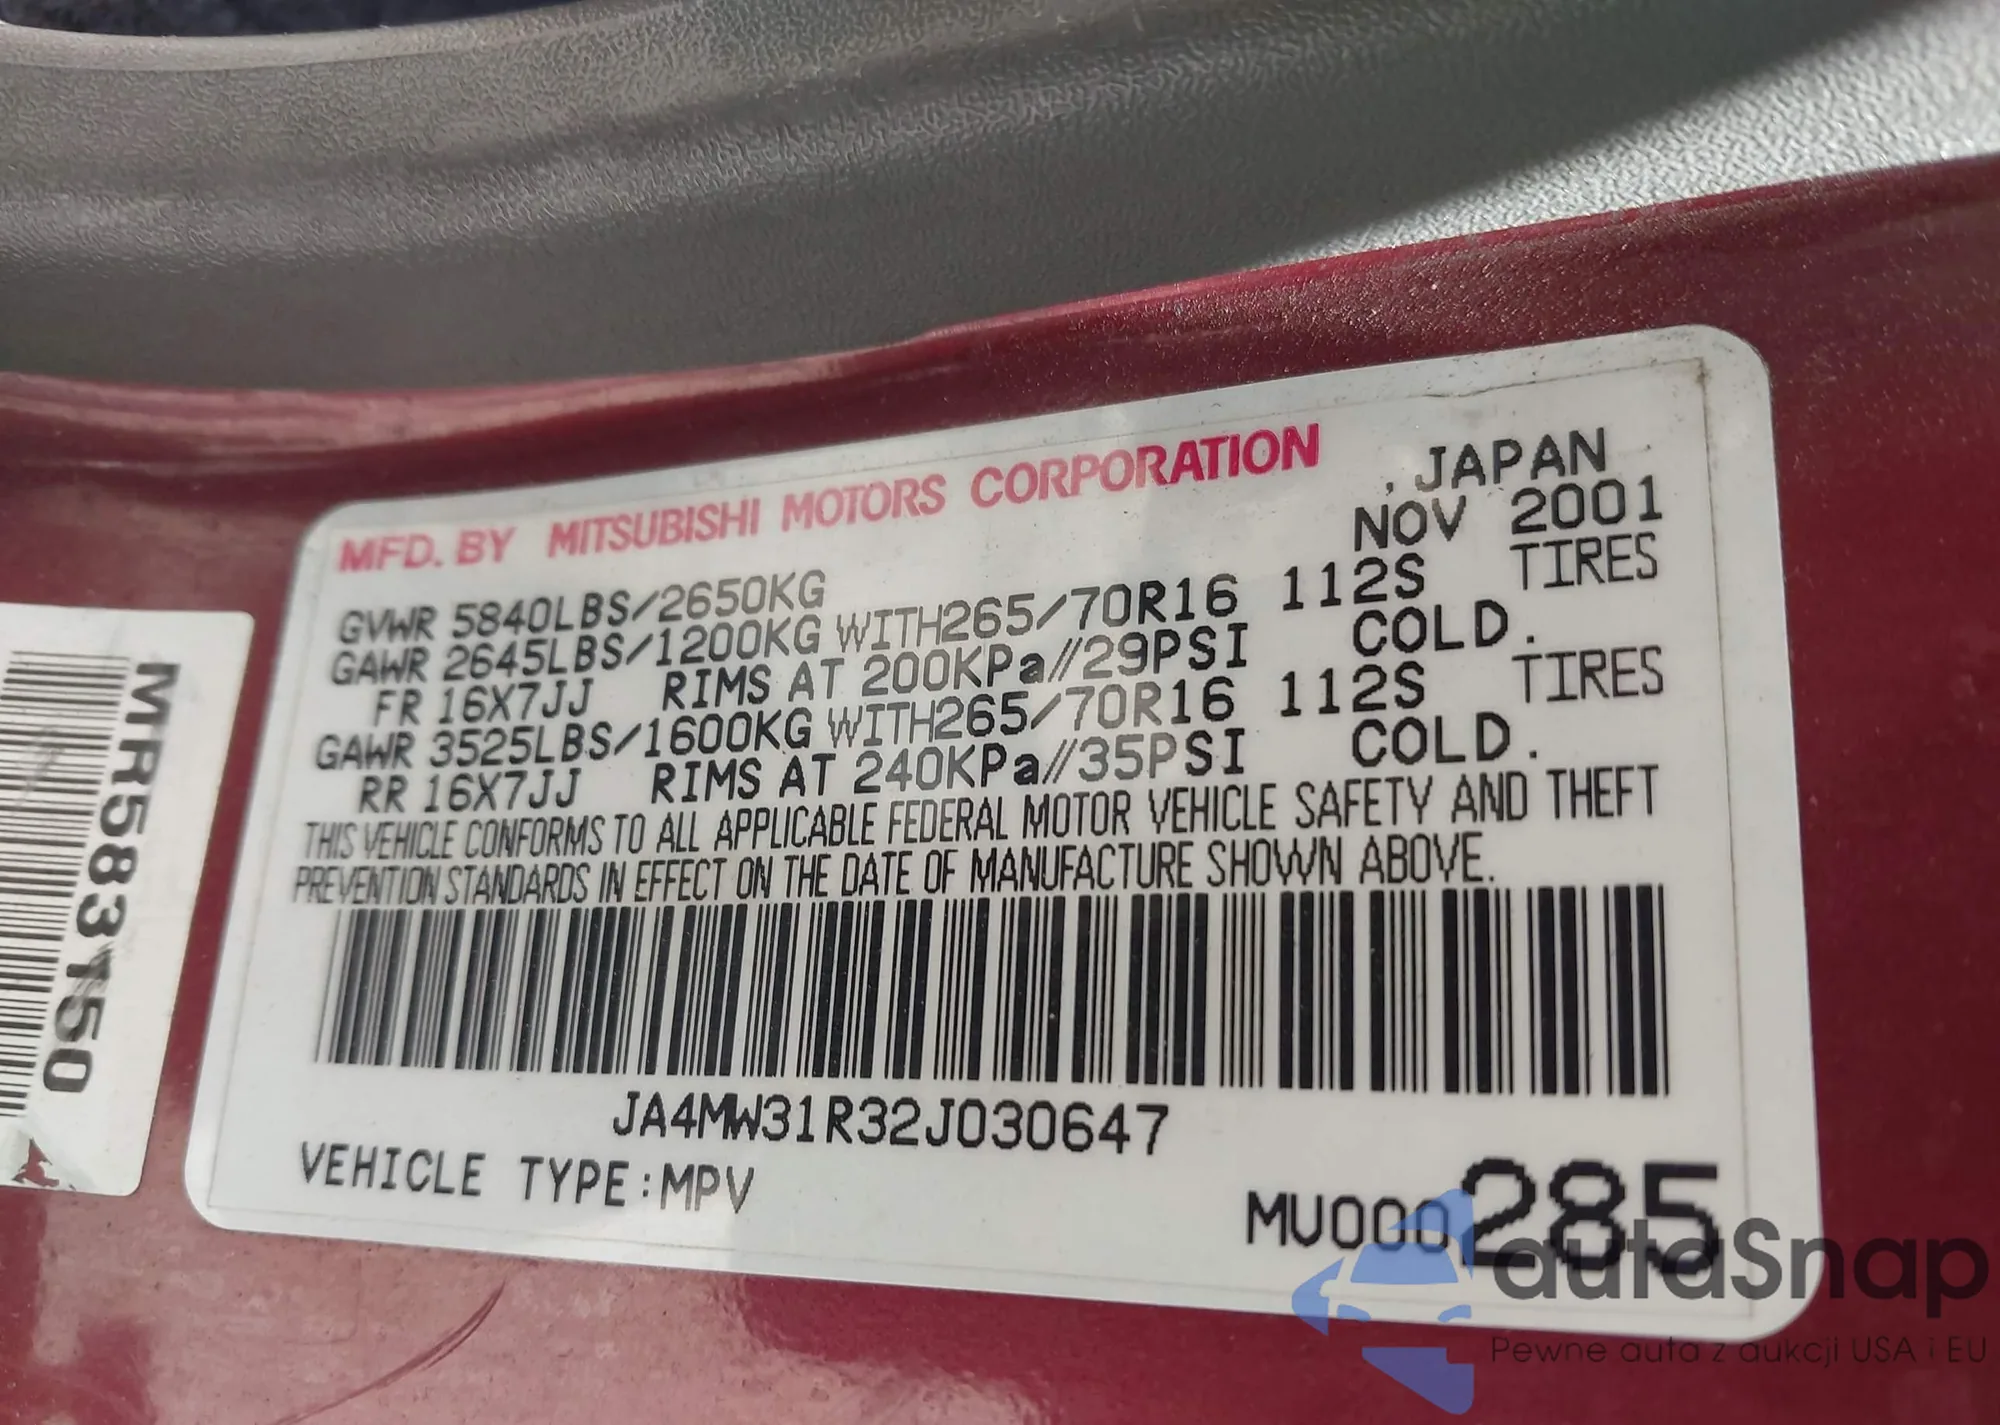 MFD. BY MITSUBISHI MOTORS CORPORATION , JAPAN
NOV 2001
GVWR 5840LBS/2650KG
GAWR 2645LBS/1200KG WITH265/70R16 112S TIRES
FR 16X7JJ RIMS AT 200KPa//29PSI COLD.
GAWR 3525LBS/1600KG WITH265/70R16 112S TIRES
RR 16X7JJ RIMS AT 240KPa//35PSI COLD.
THIS VEHICLE CONFORMS TO ALL APPLICABLE FEDERAL MOTOR VEHICLE SAFETY AND THEFT
PREVENTION STANDARDS IN EFFECT ON THE DATE OF MANUFACTURE SHOWN ABOVE.
JA4MW31R32J030647
VEHICLE TYPE:MPV
MU000285
MR583150
autaSnap
Pewne auta z aukcji USA i EU